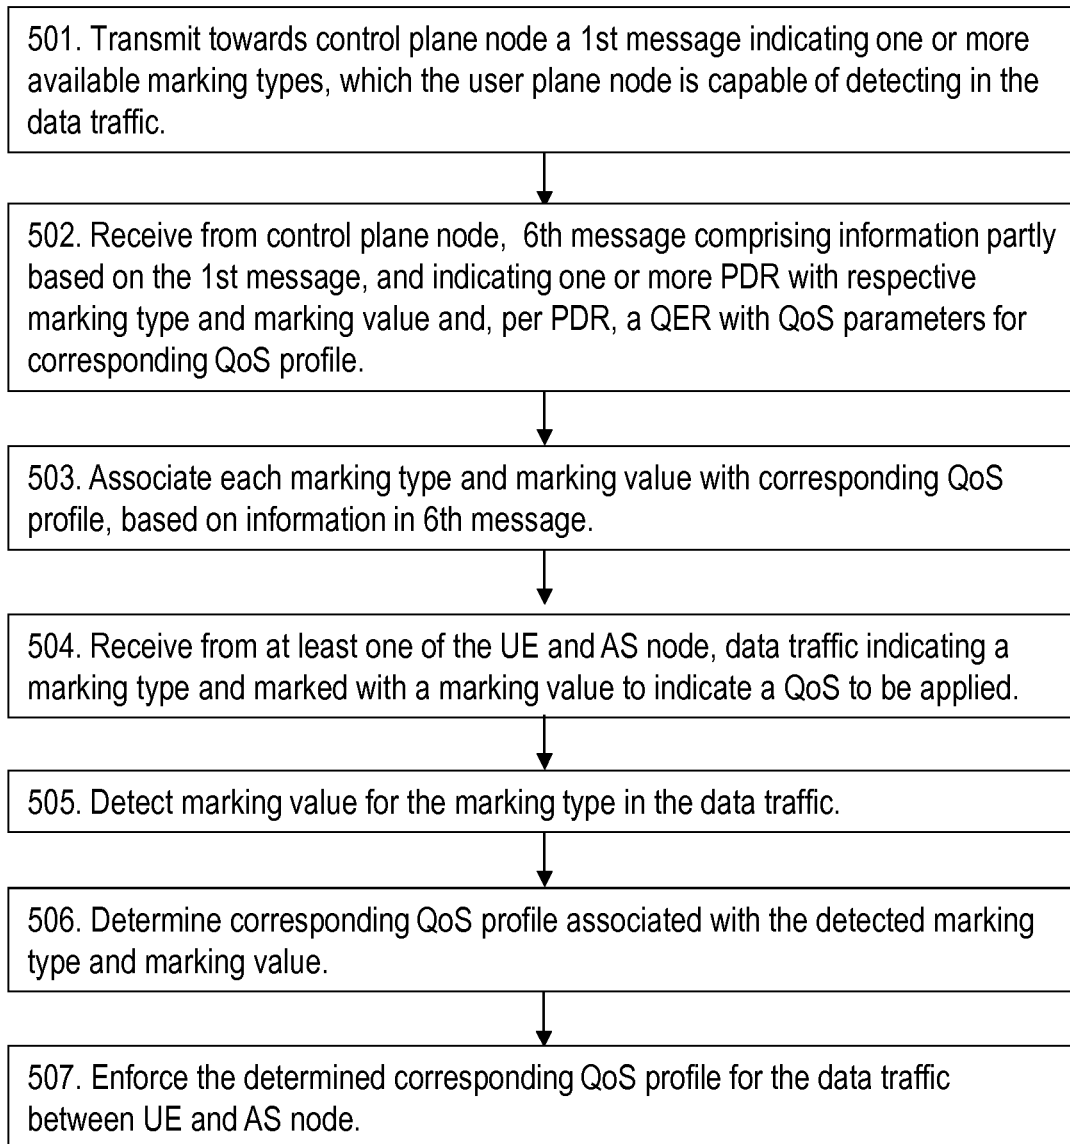 501. Transmit towards control plane node a 1st message indicating one or more
available marking types, which the user plane node is capable of detecting in the
data traffic.
502. Receive from control plane node, 6th message comprising information partly
based on the 1st message, and indicating one or more PDR with respective
marking type and marking value and, per PDR, a QER with QoS parameters for
corresponding QoS profile.
503. Associate each marking type and marking value with corresponding QoS
profile, based on information in 6th message.
504. Receive from at least one of the UE and AS node, data traffic indicating a
marking type and marked with a marking value to indicate a QoS to be applied.
505. Detect marking value for the marking type in the data traffic.
506. Determine corresponding QoS profile associated with the detected marking
type and marking value.
507. Enforce the determined corresponding QoS profile for the data traffic
between UE and AS node.